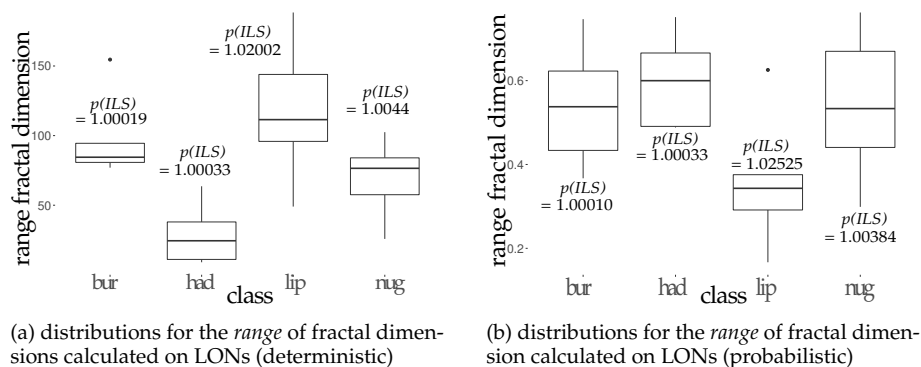 range fractal dimension
150
100
50
p(ILS)
= 1.00019
p(ILS)
= 1.00033
p(ILS)
= 1.02002
p(ILS)
= 1.0044
bur
had
lip
nug
class
(a) distributions for the range of fractal dimen-
sions calculated on LONs (deterministic)
range fractal dimension
0.6
0.4
0.2
p(ILS)
= 1.00010
p(ILS)
= 1.00033
p(ILS)
= 1.02525
p(ILS)
= 1.00384
bur
had
lip
nug
class
(b) distributions for the range of fractal dimen-
sion calculated on LONs (probabilistic)